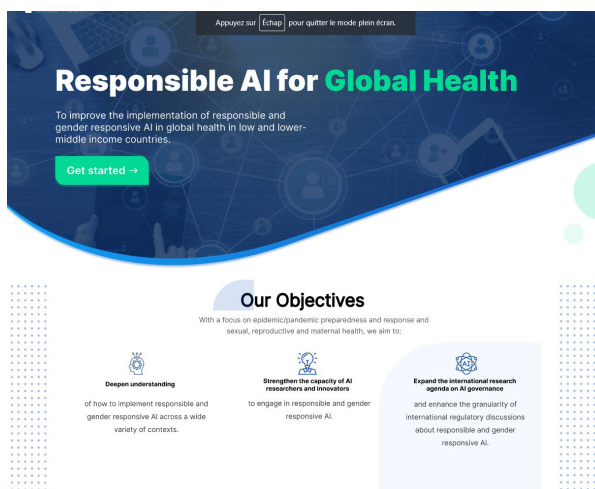 Appuyez sur Échap pour quitter le mode plein écran.
Responsible AI for Global Health
To improve the implementation of responsible and
gender responsive AI in global health in low and lower-
middle income countries.
Get started →
Our Objectives
With a focus on epidemic/pandemic preparedness and response and
sexual, reproductive and maternal health, we aim to:
Deepen understanding
of how to implement responsible and
gender responsive AI across a wide
variety of contexts.
Strengthen the capacity of AI
researchers and innovators
to engage in responsible and gender
responsive AI.
AI
Expand the international research
agenda on AI governance
and enhance the granularity of
international regulatory discussions
about responsible and gender
responsive AI.